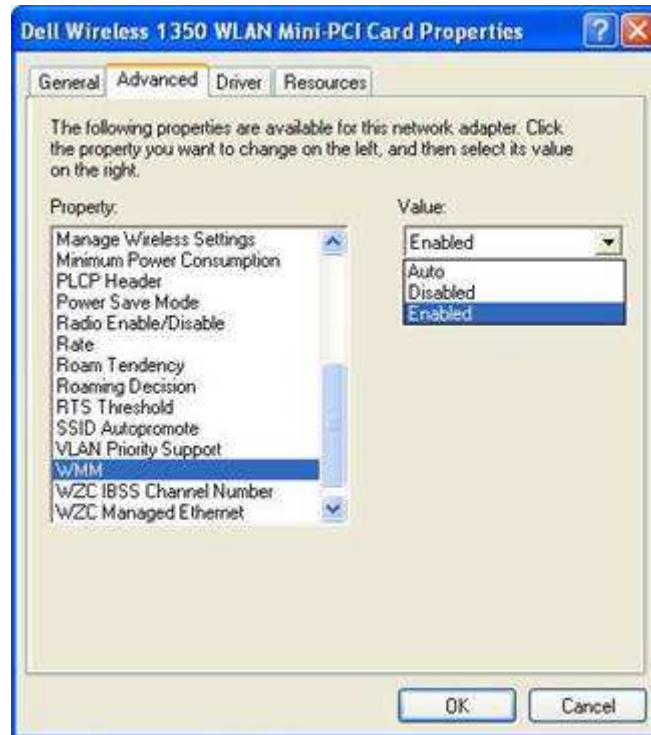 Dell Wireless 1350 WLAN Mini-PCI Card Properties
General Advanced Driver Resources
The following properties are available for this network adapter. Click
the property you want to change on the left, and then select its value
on the right.
Property:
Manage Wireless Settings
Minimum Power Consumption
PLCP Header
Power Save Mode
Radio Enable/Disable
Rate
Roam Tendency
Roaming Decision
RTS Threshold
SSID Autopromote
VLAN Priority Support
WMM
WZC IBSS Channel Number
WZC Managed Ethernet
Value:
Enabled
Auto
Disabled
Enabled
OK Cancel